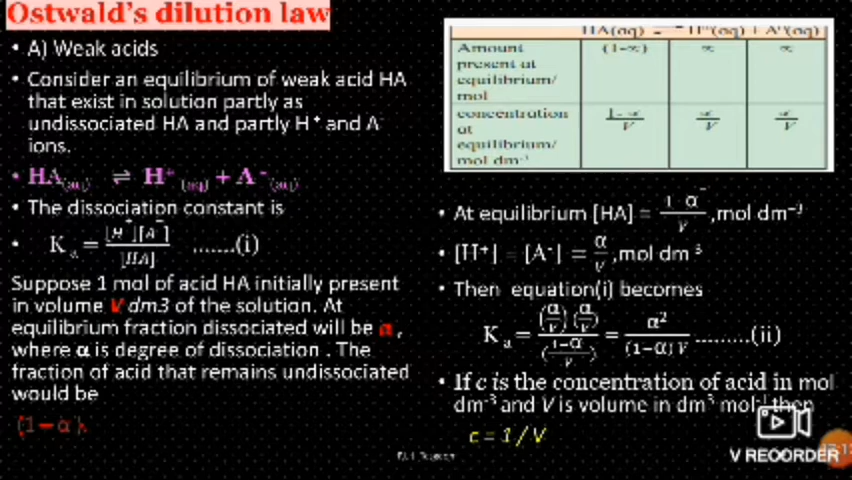 Ostwald's dilution law
• A) Weak acids
• Consider an equilibrium of weak acid HA
that exist in solution partly as
undissociated HA and partly H⁺ and A⁻
ions.
• HA(aq) ⇌ H⁺(aq) + A⁻(aq)
• The dissociation constant is
• Kₐ = [H⁺][A⁻] / [HA] .......(i)
Suppose 1 mol of acid HA initially present
in volume V dm3 of the solution. At
equilibrium fraction dissociated will be α,
where α is degree of dissociation . The
fraction of acid that remains undissociated
would be
(1 – α).
HA(aq) ⇌ H⁺(aq) + A⁻(aq)
Amount present at equilibrium/ mol (1-∝) ∝ ∝
concentration at equilibrium/ mol dm⁻³ 1-∝/V ∝/V ∝/V
• At equilibrium [HA] = (1-α)/V ,mol dm⁻³
• [H⁺] = [A⁻] = α/V ,mol dm⁻³
• Then equation(i) becomes
Kₐ = (α/V)(α/V) / ((1-α)/V) = α² / (1-α)V .........(ii)
• If c is the concentration of acid in mol
dm⁻³ and V is volume in dm³ mol⁻¹ then
c = 1 / V
V RECORDER